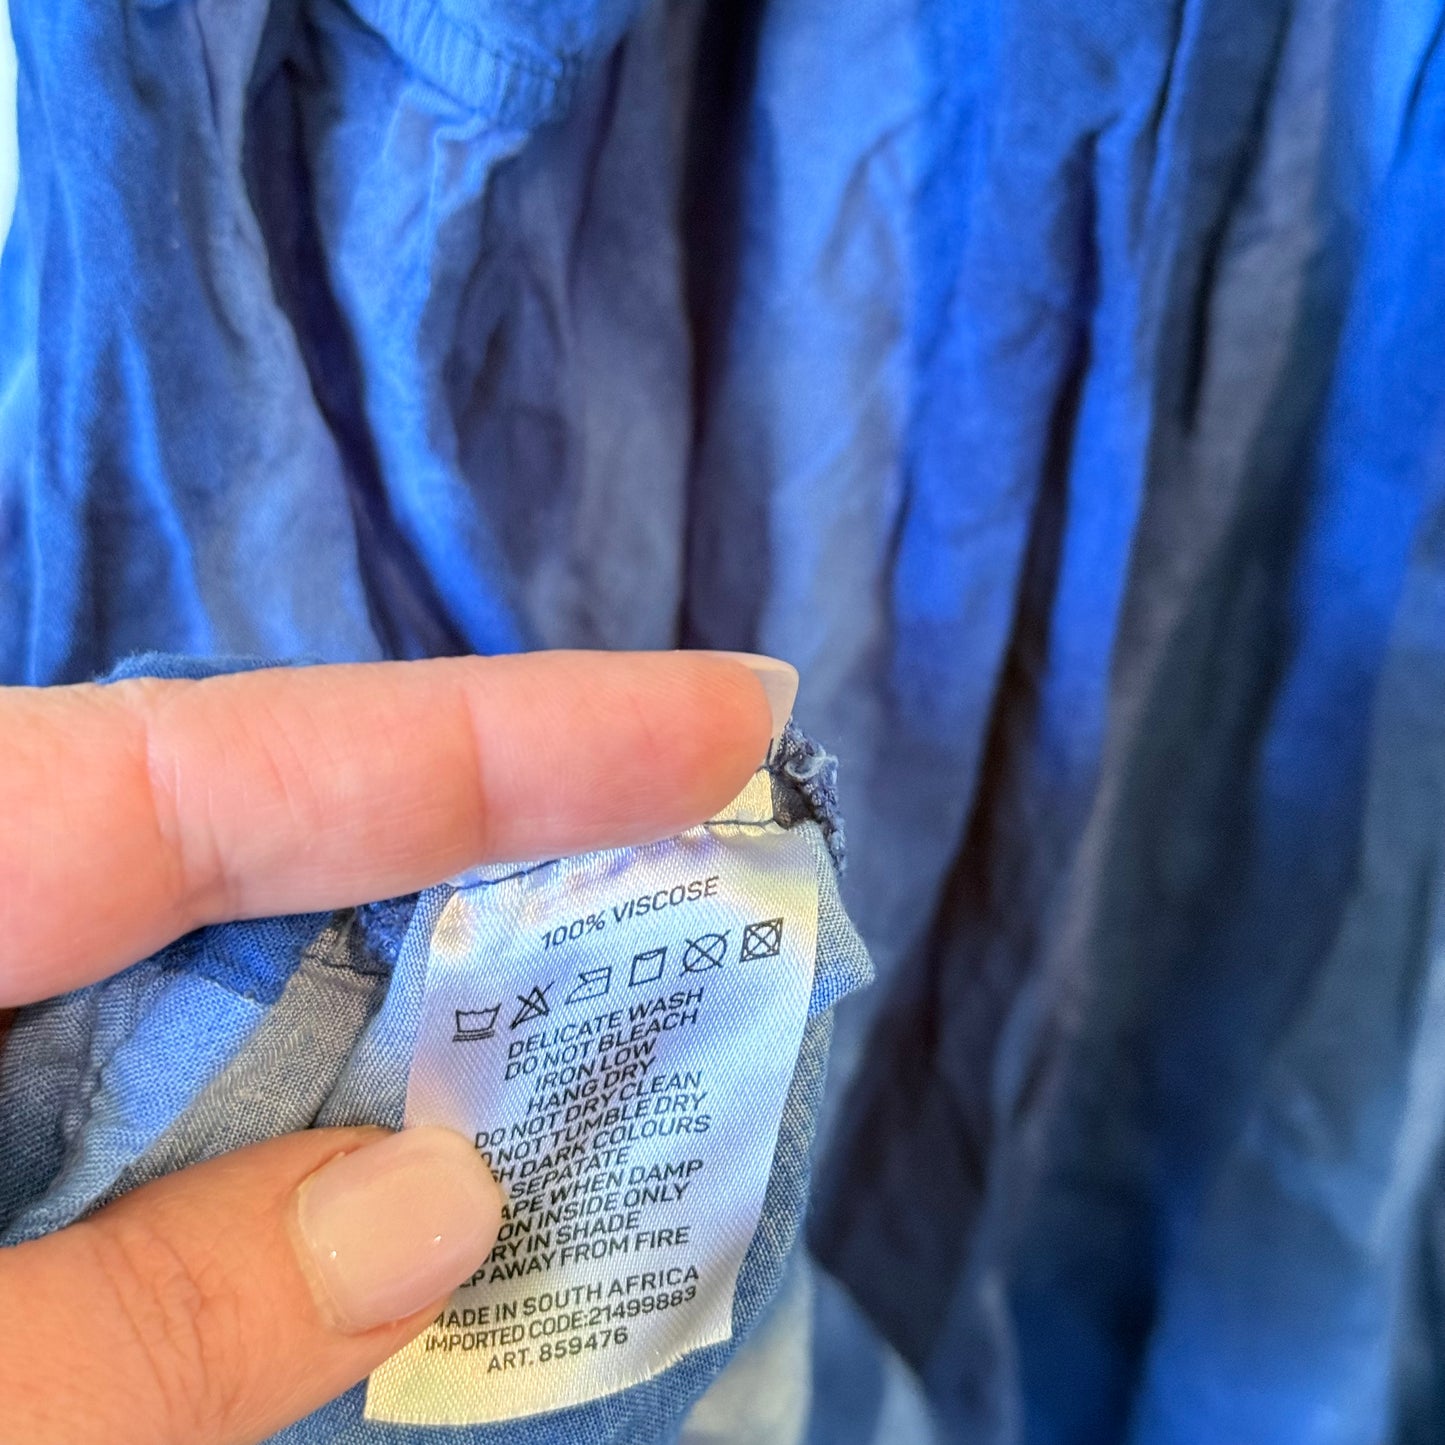 100% VISCOSE
DELICATE WASH
DO NOT BLEACH
IRON LOW
HANG DRY
DO NOT DRY CLEAN
NOT TUMBLE DRY
DARK COLOURS
SEPATATE
WHEN DAMP
INSIDE ONLY
IN SHADE
AWAY FROM FIRE
MADE IN SOUTH AFRICA
IMPORTED CODE:21499883
ART. 859476